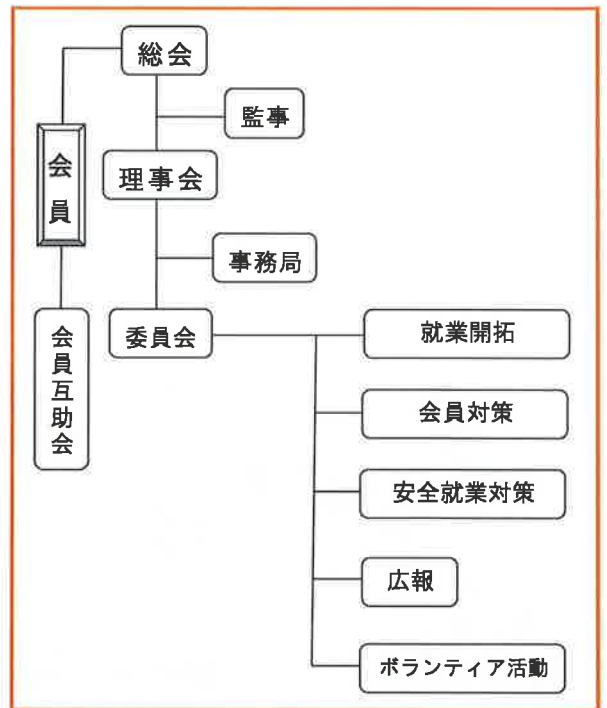 総会
監事
会員
理事会
事務局
委員会
会員互助会
就業開拓
会員対策
安全就業対策
広報
ボランティア活動